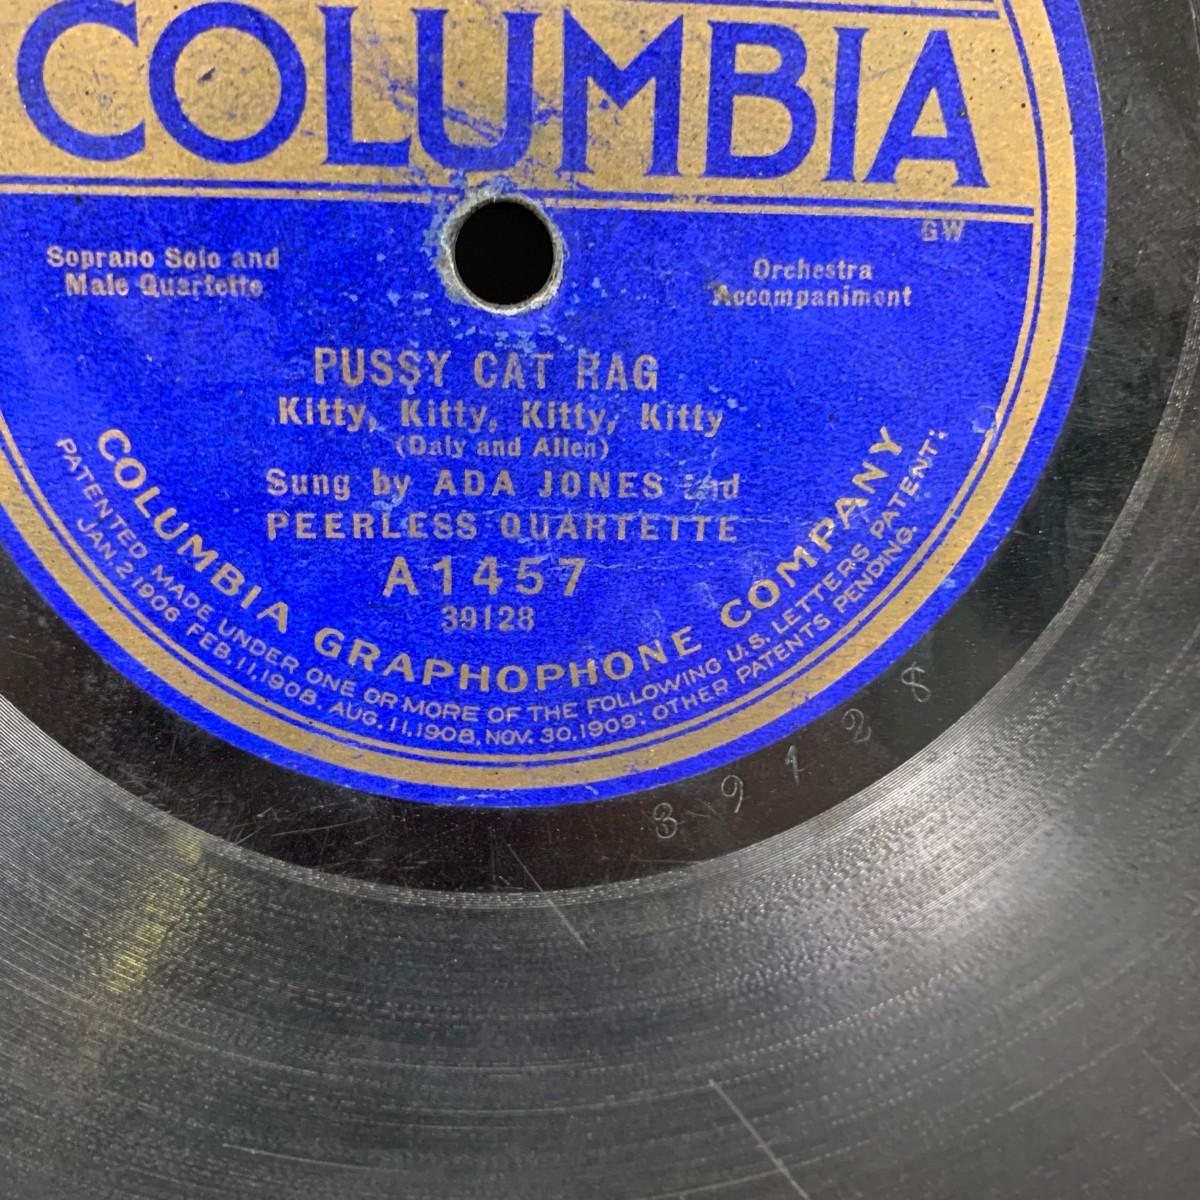 COLUMBIA
GW
Soprano Solo and
Male Quartette
Orchestra
Accompaniment
PUSSY CAT RAG
Kitty, Kitty, Kitty, Kitty
(Daly and Allen)
Sung by ADA JONES and
PEERLESS QUARTETTE
A1457
39128
COLUMBIA GRAPHOPHONE COMPANY
PATENTED MADE UNDER ONE OR MORE OF THE FOLLOWING U.S. LETTERS PATENT:
JAN.2.1906 FEB.11,1908. AUG.11,1908, NOV. 30,1909: OTHER PATENTS PENDING.
39128